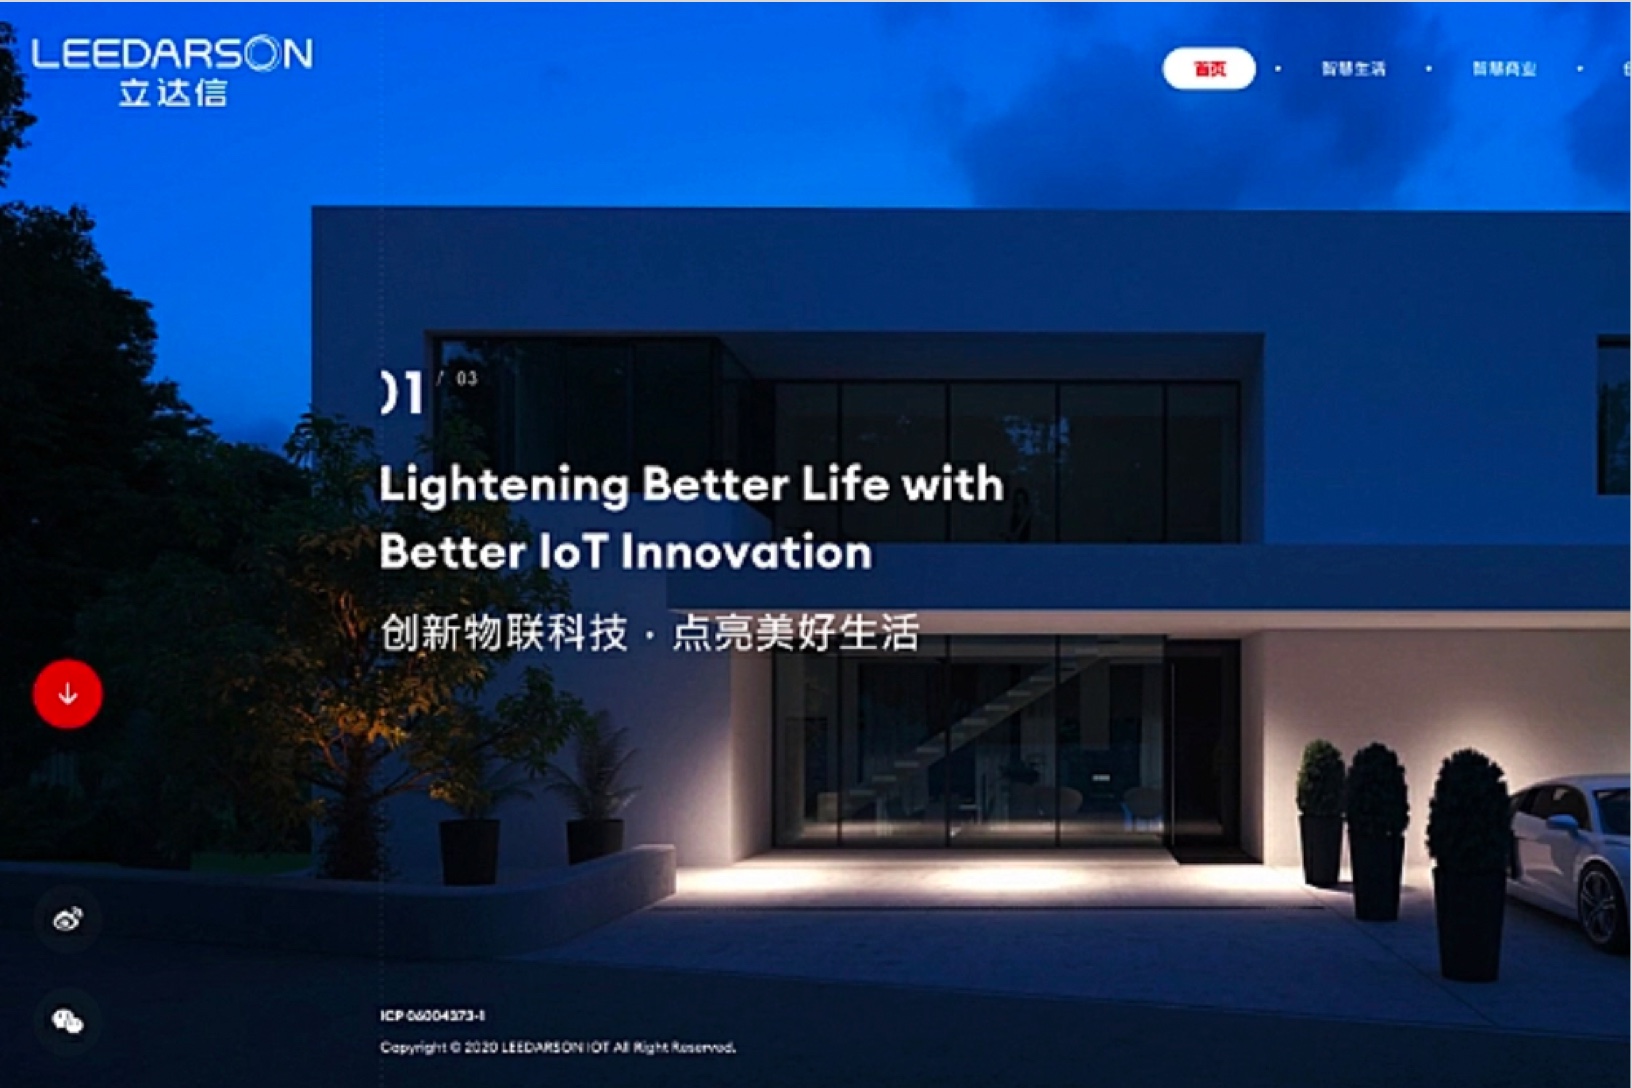 LEEDARSON
立达信
首页 · 智慧生活 · 智慧商业 ·
01 / 03
Lightening Better Life with
Better IoT Innovation
创新物联科技 · 点亮美好生活
ICP 06004373-1
Copyright © 2020 LEEDARSON IOT All Right Reserved.